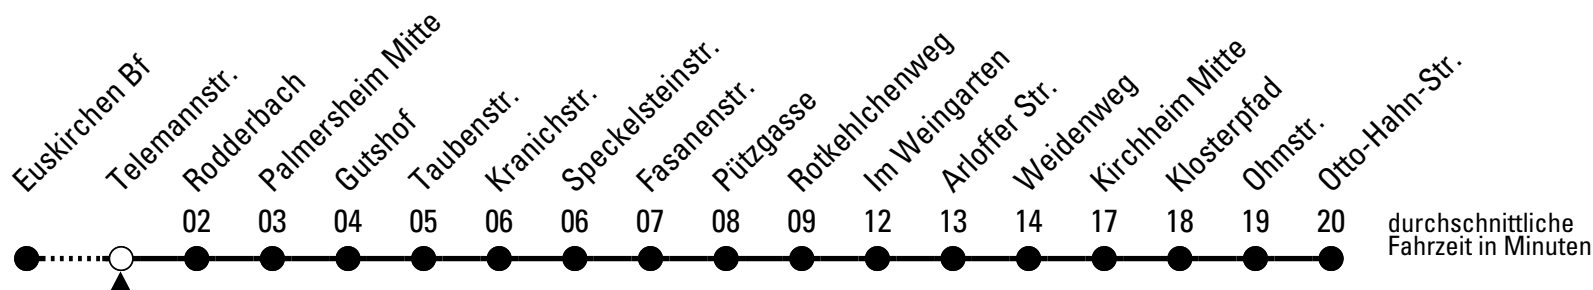 Euskirchen Bf
Telemannstr.
Rodderbach
Palmersheim Mitte
Gutshof
Taubenstr.
Kranichstr.
Speckelsteinstr.
Fasanenstr.
Pützgasse
Rotkehlchenweg
Im Weingarten
Arloffer Str.
Weidenweg
Kirchheim Mitte
Klosterpfad
Ohmstr.
Otto-Hahn-Str.
02 03 04 05 06 06 07 08 09 12 13 14 17 18 19 20
durchschnittliche
Fahrzeit in Minuten